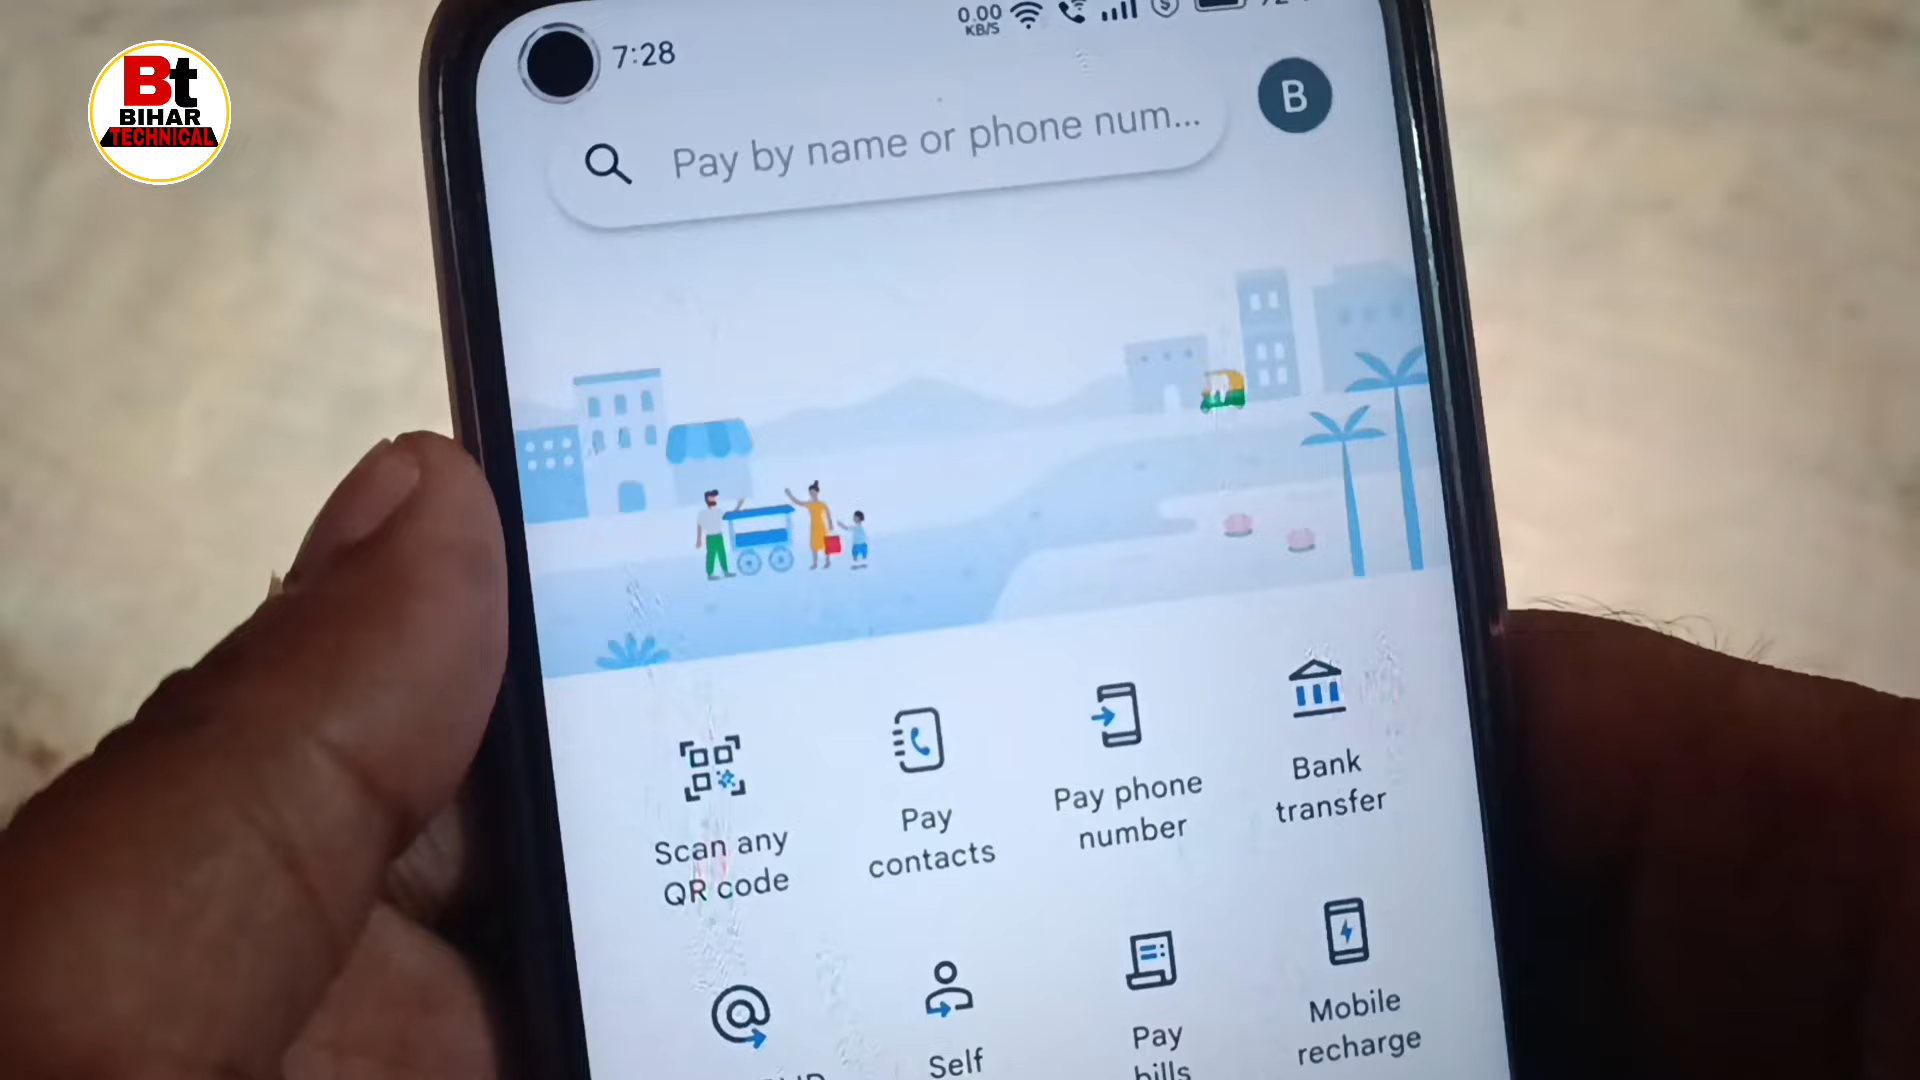 Bt
BIHAR
TECHNICAL
7:28
0.00
KB/S
Pay by name or phone num...
B
Scan any
QR code
Pay
contacts
Pay phone
number
Bank
transfer
Self
Pay
bills
Mobile
recharge